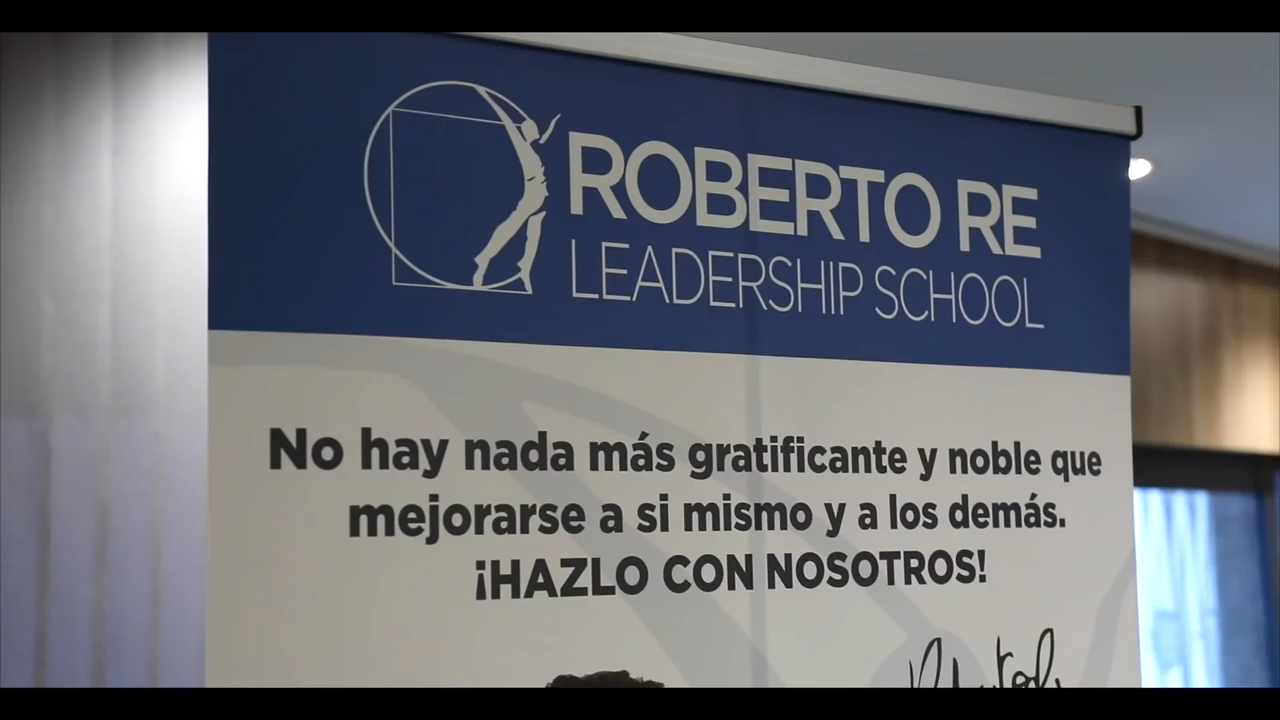 ROBERTO RE
LEADERSHIP SCHOOL
No hay nada más gratificante y noble que
mejorarse a si mismo y a los demás.
¡HAZLO CON NOSOTROS!